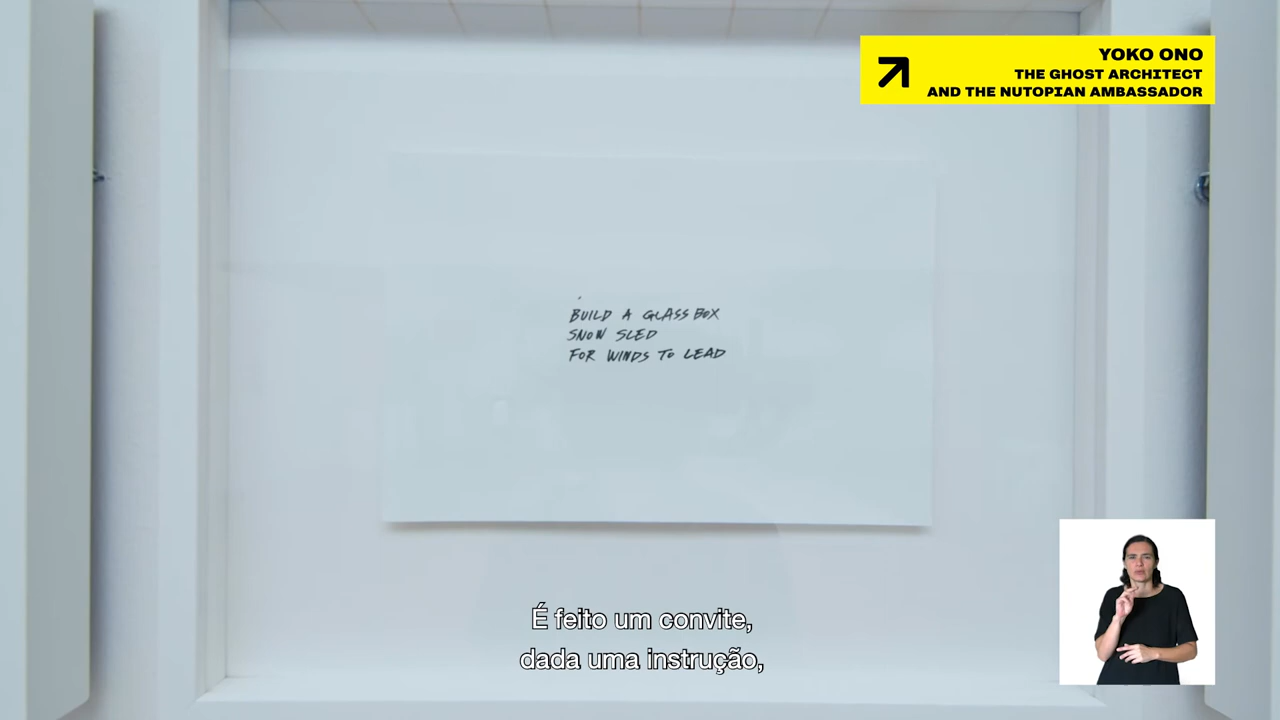 YOKO ONO
THE GHOST ARCHITECT
AND THE NUTOPIAN AMBASSADOR
BUILD A GLASS BOX
SNOW SLED
FOR WINDS TO LEAD
É feito um convite,
dada uma instrução,